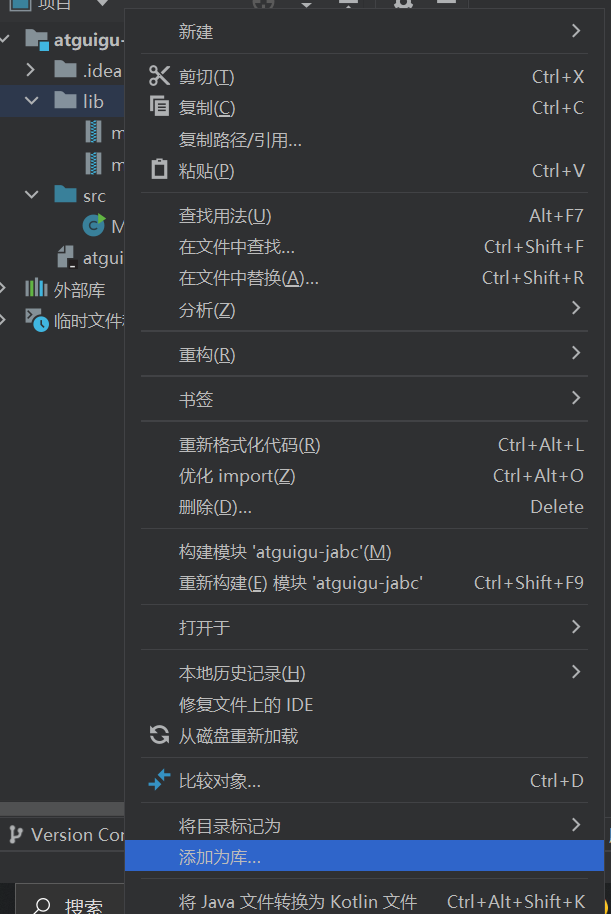 项目
atguigu-
.idea
lib
m
m
src
M
atgui
外部库
临时文件
新建
剪切(T) Ctrl+X
复制(C) Ctrl+C
复制路径/引用...
粘贴(P) Ctrl+V
查找用法(U) Alt+F7
在文件中查找... Ctrl+Shift+F
在文件中替换(A)... Ctrl+Shift+R
分析(Z)
重构(R)
书签
重新格式化代码(R) Ctrl+Alt+L
优化 import(Z) Ctrl+Alt+O
删除(D)... Delete
构建模块 'atguigu-jabc'(M)
重新构建(E) 模块 'atguigu-jabc' Ctrl+Shift+F9
打开于
本地历史记录(H)
修复文件上的 IDE
从磁盘重新加载
比较对象... Ctrl+D
将目录标记为
添加为库...
将 Java 文件转换为 Kotlin 文件 Ctrl+Alt+Shift+K
Version Con
搜索